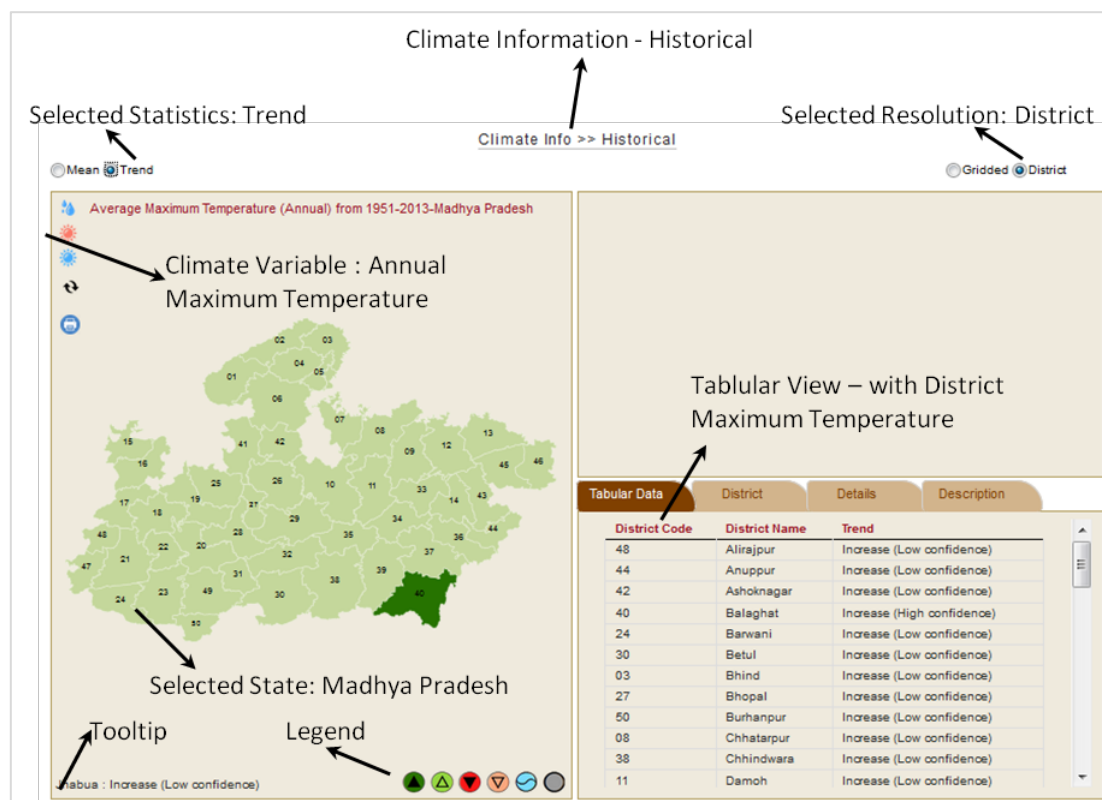 Climate Information - Historical
Selected Statistics: Trend
Selected Resolution: District
Climate Info >> Historical
Mean Trend
Gridded District
Average Maximum Temperature (Annual) from 1951-2013-Madhya Pradesh
Climate Variable : Annual
Maximum Temperature
02
03
04
01
05
06
07
08
13
15
41
42
09
12
16
45
46
25
26
10
11
33
17
19
27
14
43
18
29
34
48
28
35
36
44
22
20
32
37
21
47
31
38
39
24
23
49
30
40
50
Selected State: Madhya Pradesh
Tooltip
Legend
Jhabua : Increase (Low confidence)
Tablular View – with District
Maximum Temperature
Tabular Data District Details Description
District Code District Name Trend
48 Alirajpur Increase (Low confidence)
44 Anuppur Increase (Low confidence)
42 Ashoknagar Increase (Low confidence)
40 Balaghat Increase (High confidence)
24 Barwani Increase (Low confidence)
30 Betul Increase (Low confidence)
03 Bhind Increase (Low confidence)
27 Bhopal Increase (Low confidence)
50 Burhanpur Increase (Low confidence)
08 Chhatarpur Increase (Low confidence)
38 Chhindwara Increase (Low confidence)
11 Damoh Increase (Low confidence)